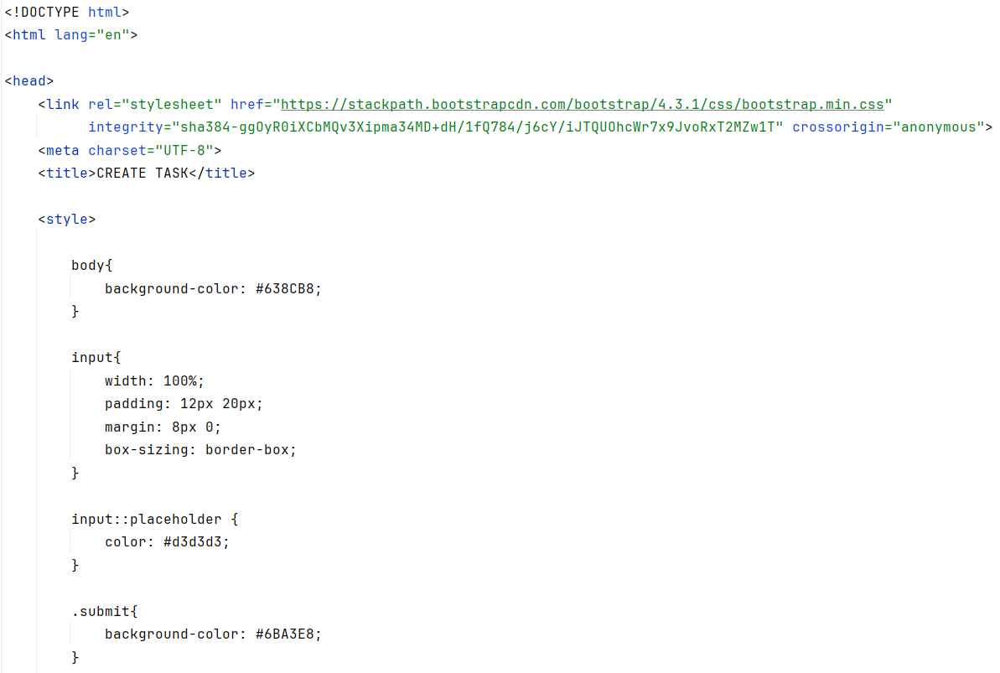 <!DOCTYPE html>
<html lang="en">
<head>
<link rel="stylesheet" href="https://stackpath.bootstrapcdn.com/bootstrap/4.3.1/css/bootstrap.min.css"
integrity="sha384-ggOyR0iXCbMQv3Xipma34MD+dH/1fQ784/j6cY/iJTQUOhcWr7x9JvoRxT2MZw1T" crossorigin="anonymous">
<meta charset="UTF-8">
<title>CREATE TASK</title>
<style>
body{
background-color: #638CB8;
}
input{
width: 100%;
padding: 12px 20px;
margin: 8px 0;
box-sizing: border-box;
}
input::placeholder {
color: #d3d3d3;
}
.submit{
background-color: #6BA3E8;
}